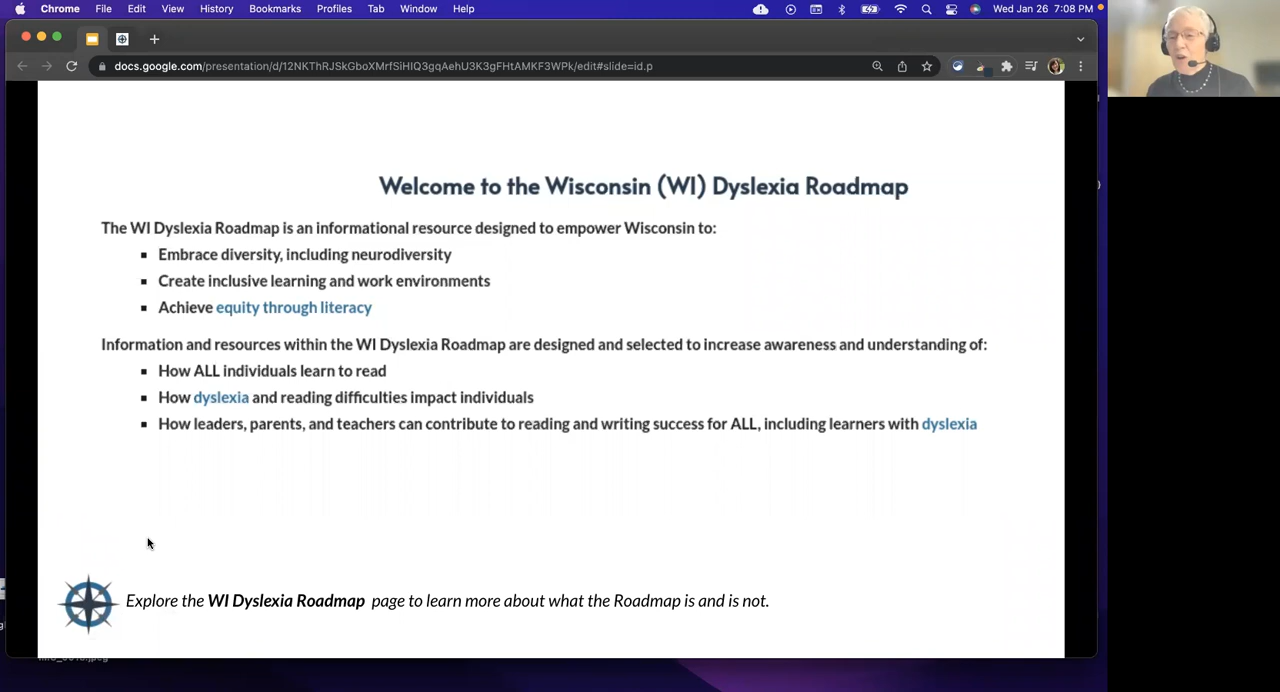 Chrome File Edit View History Bookmarks Profiles Tab Window Help Wed Jan 26 7:08 PM
docs.google.com/presentation/d/12NKThRJSkGboXMrfSiHIQ3gqAehU3K3gFHtAMKF3WPk/edit#slide=id.p
Welcome to the Wisconsin (WI) Dyslexia Roadmap
The WI Dyslexia Roadmap is an informational resource designed to empower Wisconsin to:
Embrace diversity, including neurodiversity
Create inclusive learning and work environments
Achieve equity through literacy
Information and resources within the WI Dyslexia Roadmap are designed and selected to increase awareness and understanding of:
How ALL individuals learn to read
How dyslexia and reading difficulties impact individuals
How leaders, parents, and teachers can contribute to reading and writing success for ALL, including learners with dyslexia
Explore the WI Dyslexia Roadmap page to learn more about what the Roadmap is and is not.